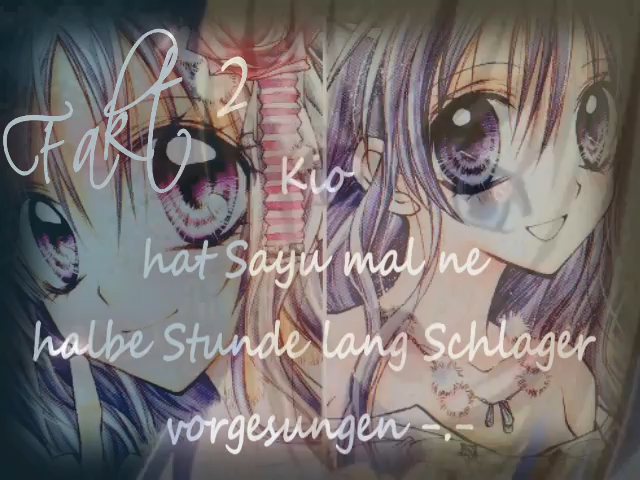 Fakt 2
Kio
hat Sayu mal ne
halbe Stunde lang Schlager
vorgesungen -.-